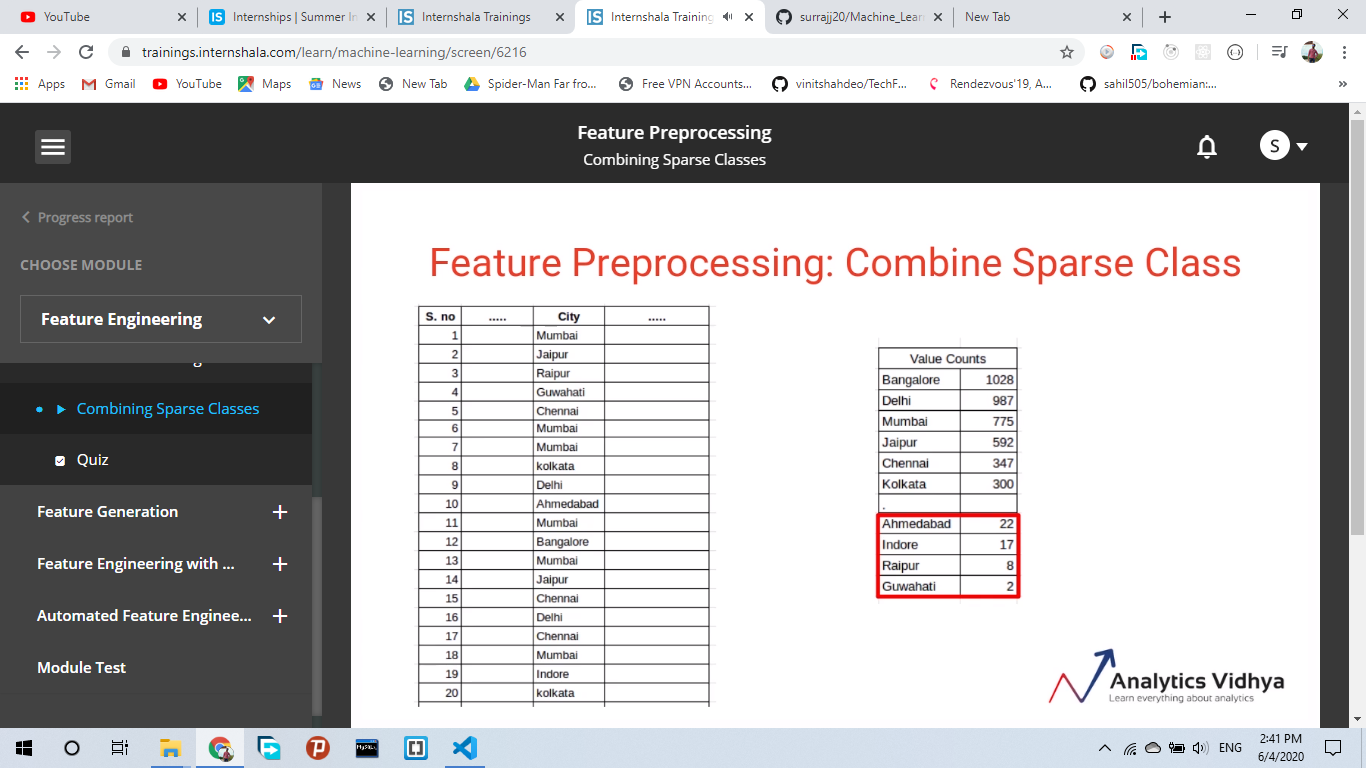 YouTube
Internships | Summer In
Internshala Trainings
Internshala Training
surrajj20/Machine_Lear
New Tab
trainings.internshala.com/learn/machine-learning/screen/6216
Apps
Gmail
YouTube
Maps
News
New Tab
Spider-Man Far fro...
Free VPN Accounts...
vinitshahdeo/TechF...
Rendezvous'19, A...
sahil505/bohemian:...
»
Feature Preprocessing
Combining Sparse Classes
S
Progress report
CHOOSE MODULE
Feature Engineering
Combining Sparse Classes
Quiz
Feature Generation +
Feature Engineering with ... +
Automated Feature Enginee... +
Module Test
Feature Preprocessing: Combine Sparse Class
S. no ..... City .....
1 Mumbai
2 Jaipur
3 Raipur
4 Guwahati
5 Chennai
6 Mumbai
7 Mumbai
8 kolkata
9 Delhi
10 Ahmedabad
11 Mumbai
12 Bangalore
13 Mumbai
14 Jaipur
15 Chennai
16 Delhi
17 Chennai
18 Mumbai
19 Indore
20 kolkata
Value Counts
Bangalore 1028
Delhi 987
Mumbai 775
Jaipur 592
Chennai 347
Kolkata 300
.
Ahmedabad 22
Indore 17
Raipur 8
Guwahati 2
Analytics Vidhya
Learn everything about analytics
ENG
2:41 PM
6/4/2020